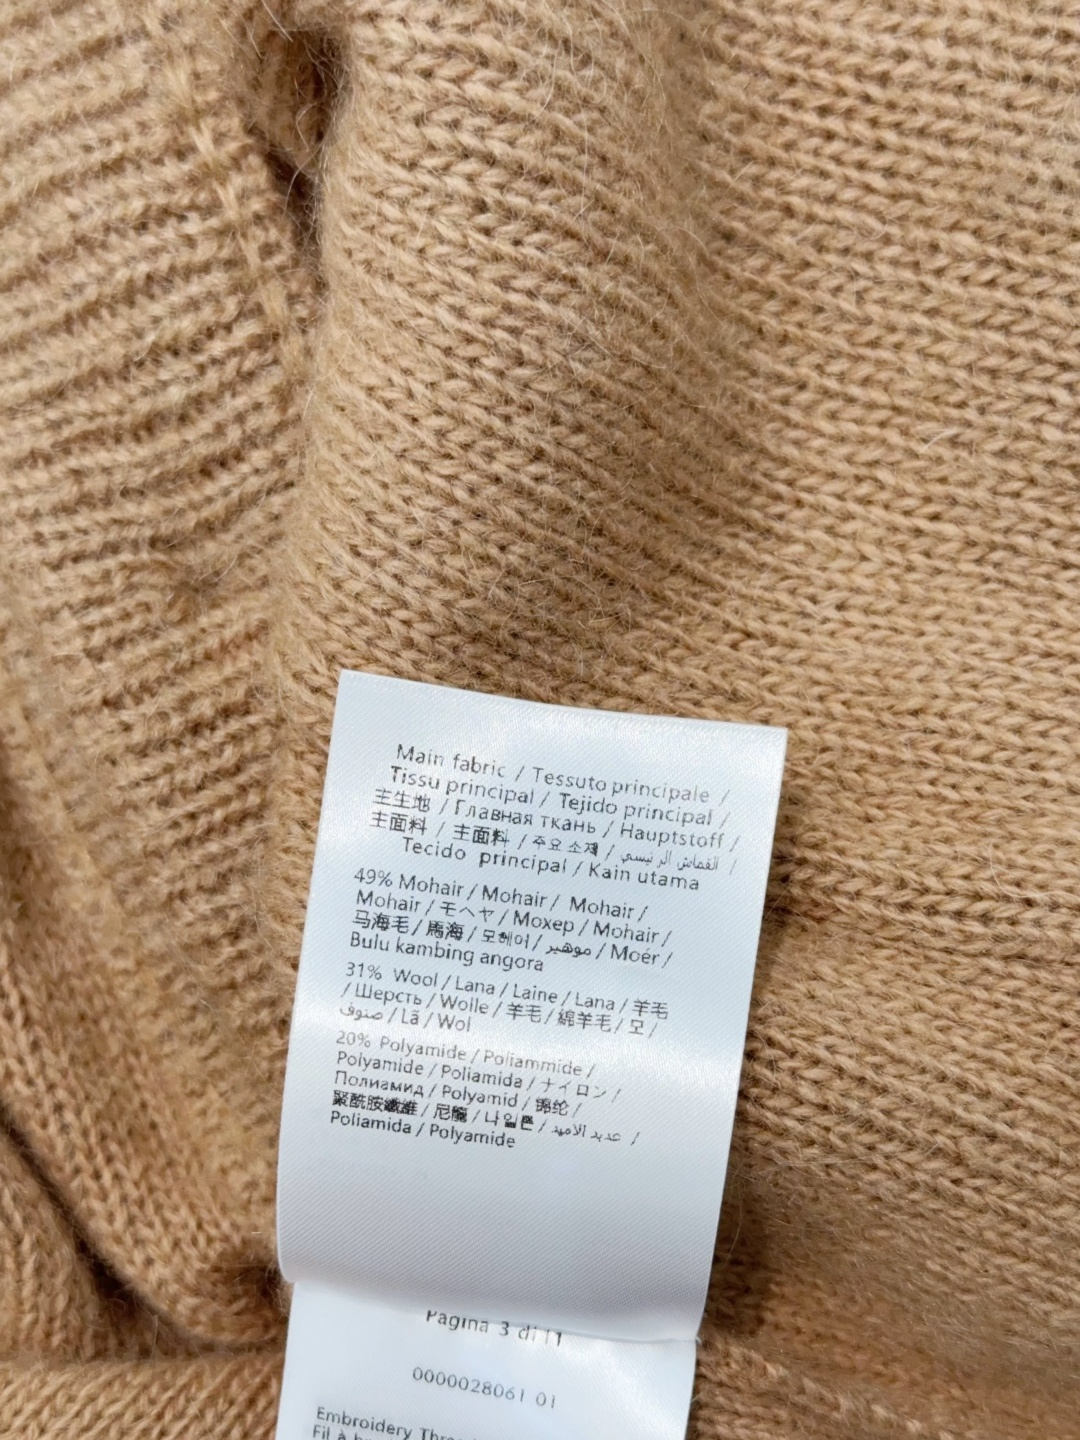 Main fabric / Tessuto principale /
Tissu principal / Tejido principal /
主生地 / Главная ткань / Hauptstoff /
主面料 / 主面料 / 주요 소재 / القماش الرئيسي /
Tecido principal / Kain utama
49% Mohair / Mohair / Mohair /
Mohair / モヘヤ / Мохер / Mohair /
马海毛 / 馬海 / 모헤어 / موهير / Moér /
Bulu kambing angora
31% Wool / Lana / Laine / Lana / 羊毛
/ Шерсть / Wolle / 羊毛 / 綿羊毛 / 모 /
صوف / Lã / Wol
20% Polyamide / Poliammide /
Polyamide / Poliamida / ナイロン /
Полиамид / Polyamid / 锦纶 /
聚酰胺纖維 / 尼龍 / 나일론 /
Poliamida / Polyamide
Pagina 3 di 11
0000028061 01
Embroidery
Fil à